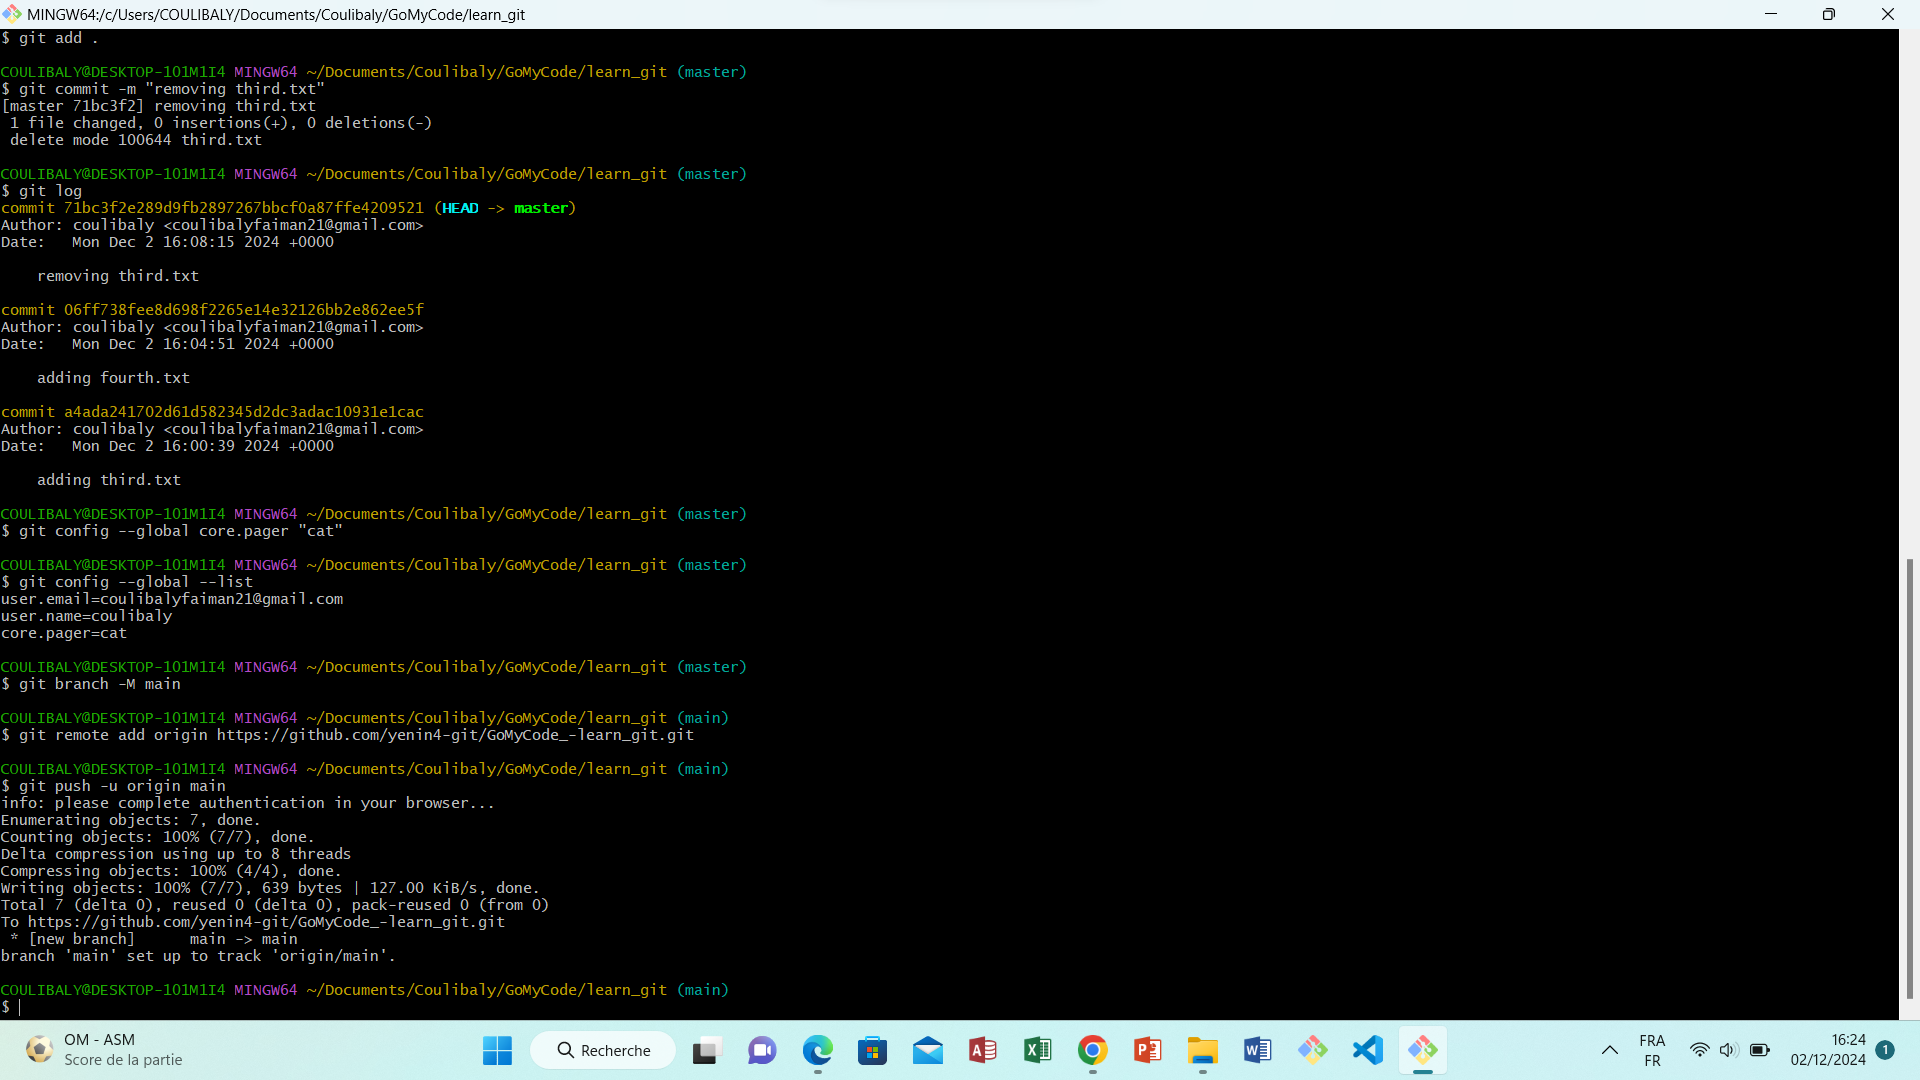 MINGW64:/c/Users/COULIBALY/Documents/Coulibaly/GoMyCode/learn_git
$ git add .
COULIBALY@DESKTOP-1O1M1I4 MINGW64 ~/Documents/Coulibaly/GoMyCode/learn_git (master)
$ git commit -m "removing third.txt"
[master 71bc3f2] removing third.txt
1 file changed, 0 insertions(+), 0 deletions(-)
delete mode 100644 third.txt
COULIBALY@DESKTOP-1O1M1I4 MINGW64 ~/Documents/Coulibaly/GoMyCode/learn_git (master)
$ git log
commit 71bc3f2e289d9fb2897267bbcf0a87ffe4209521 (HEAD -> master)
Author: coulibaly <coulibalyfaiman21@gmail.com>
Date:   Mon Dec 2 16:08:15 2024 +0000
removing third.txt
commit 06ff738fee8d698f2265e14e32126bb2e862ee5f
Author: coulibaly <coulibalyfaiman21@gmail.com>
Date:   Mon Dec 2 16:04:51 2024 +0000
adding fourth.txt
commit a4ada241702d61d582345d2dc3adac10931e1cac
Author: coulibaly <coulibalyfaiman21@gmail.com>
Date:   Mon Dec 2 16:00:39 2024 +0000
adding third.txt
COULIBALY@DESKTOP-1O1M1I4 MINGW64 ~/Documents/Coulibaly/GoMyCode/learn_git (master)
$ git config --global core.pager "cat"
COULIBALY@DESKTOP-1O1M1I4 MINGW64 ~/Documents/Coulibaly/GoMyCode/learn_git (master)
$ git config --global --list
user.email=coulibalyfaiman21@gmail.com
user.name=coulibaly
core.pager=cat
COULIBALY@DESKTOP-1O1M1I4 MINGW64 ~/Documents/Coulibaly/GoMyCode/learn_git (master)
$ git branch -M main
COULIBALY@DESKTOP-1O1M1I4 MINGW64 ~/Documents/Coulibaly/GoMyCode/learn_git (main)
$ git remote add origin https://github.com/yenin4-git/GoMyCode_-learn_git.git
COULIBALY@DESKTOP-1O1M1I4 MINGW64 ~/Documents/Coulibaly/GoMyCode/learn_git (main)
$ git push -u origin main
info: please complete authentication in your browser...
Enumerating objects: 7, done.
Counting objects: 100% (7/7), done.
Delta compression using up to 8 threads
Compressing objects: 100% (4/4), done.
Writing objects: 100% (7/7), 639 bytes | 127.00 KiB/s, done.
Total 7 (delta 0), reused 0 (delta 0), pack-reused 0 (from 0)
To https://github.com/yenin4-git/GoMyCode_-learn_git.git
* [new branch]      main -> main
branch 'main' set up to track 'origin/main'.
COULIBALY@DESKTOP-1O1M1I4 MINGW64 ~/Documents/Coulibaly/GoMyCode/learn_git (main)
$
OM - ASM
Score de la partie
Recherche
FRA
FR
16:24
02/12/2024
1